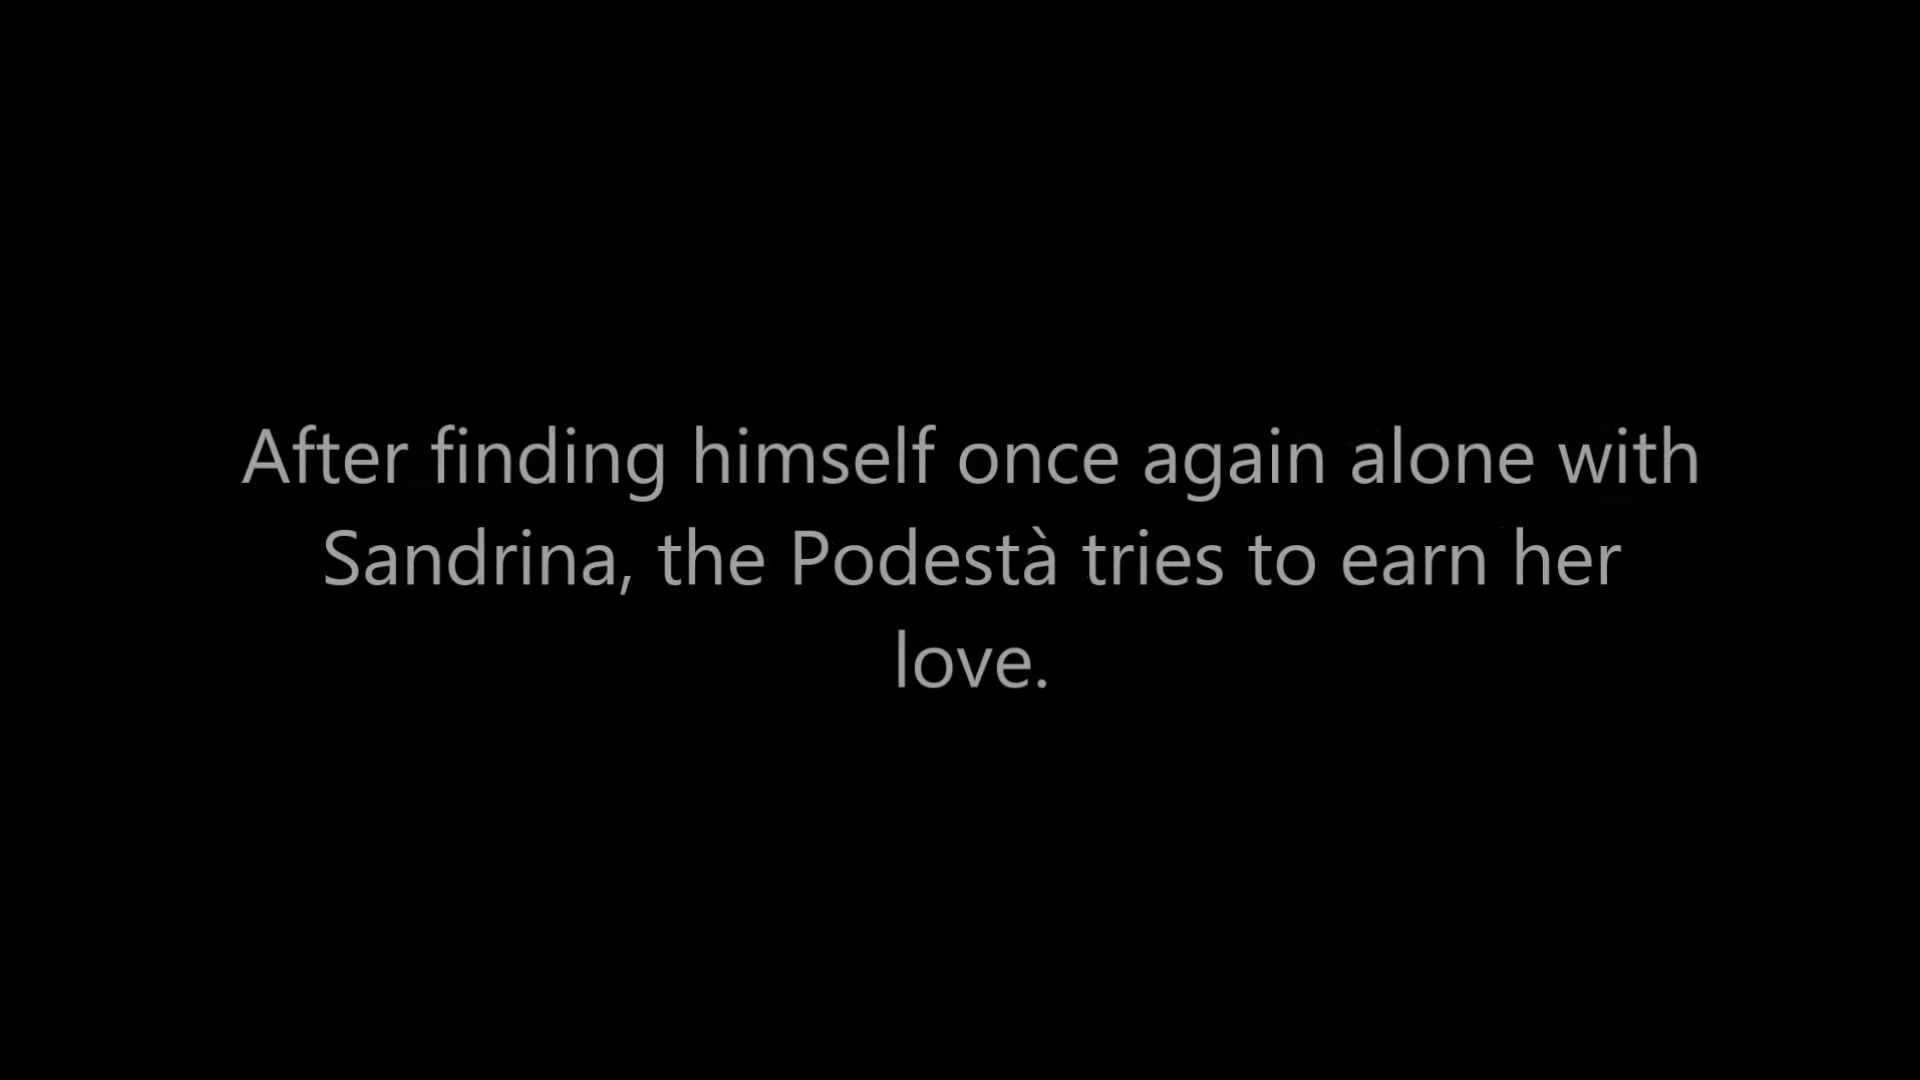 After finding himself once again alone with
Sandrina, the Podestà tries to earn her
love.